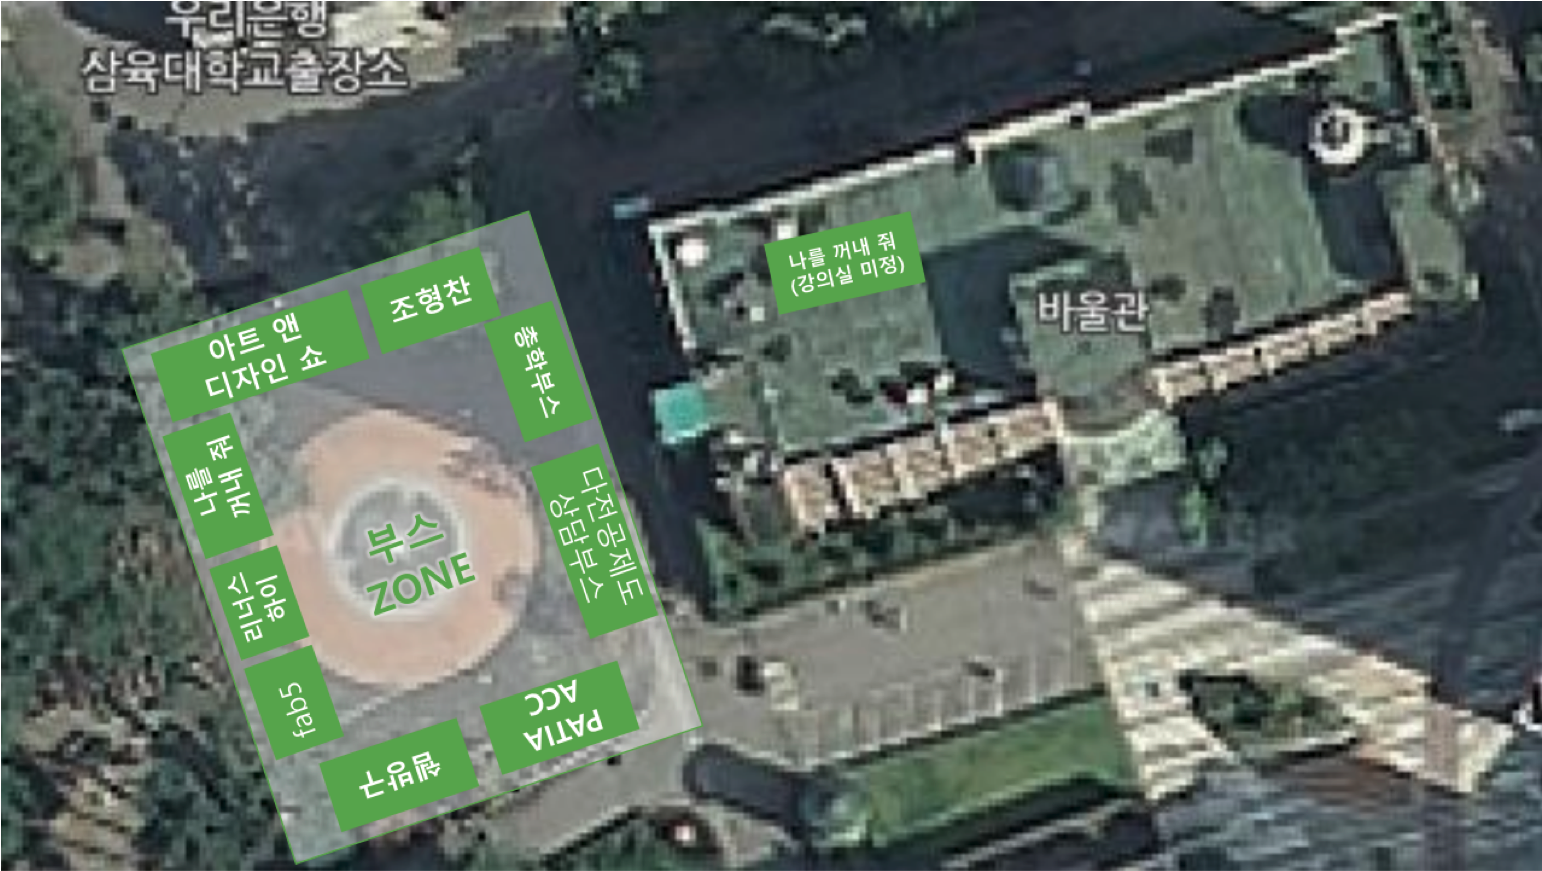 우리은행
삼육대학교출장소
나를 꺼내 줘
(강의실 미정)
바울관
조형찬
아트 앤
디자인 쇼
총학부스
나를
꺼내 줘
다전공제도
상담부스
부스
ZONE
리너스
하이
fab5
PATIA
ACC
쉘방구